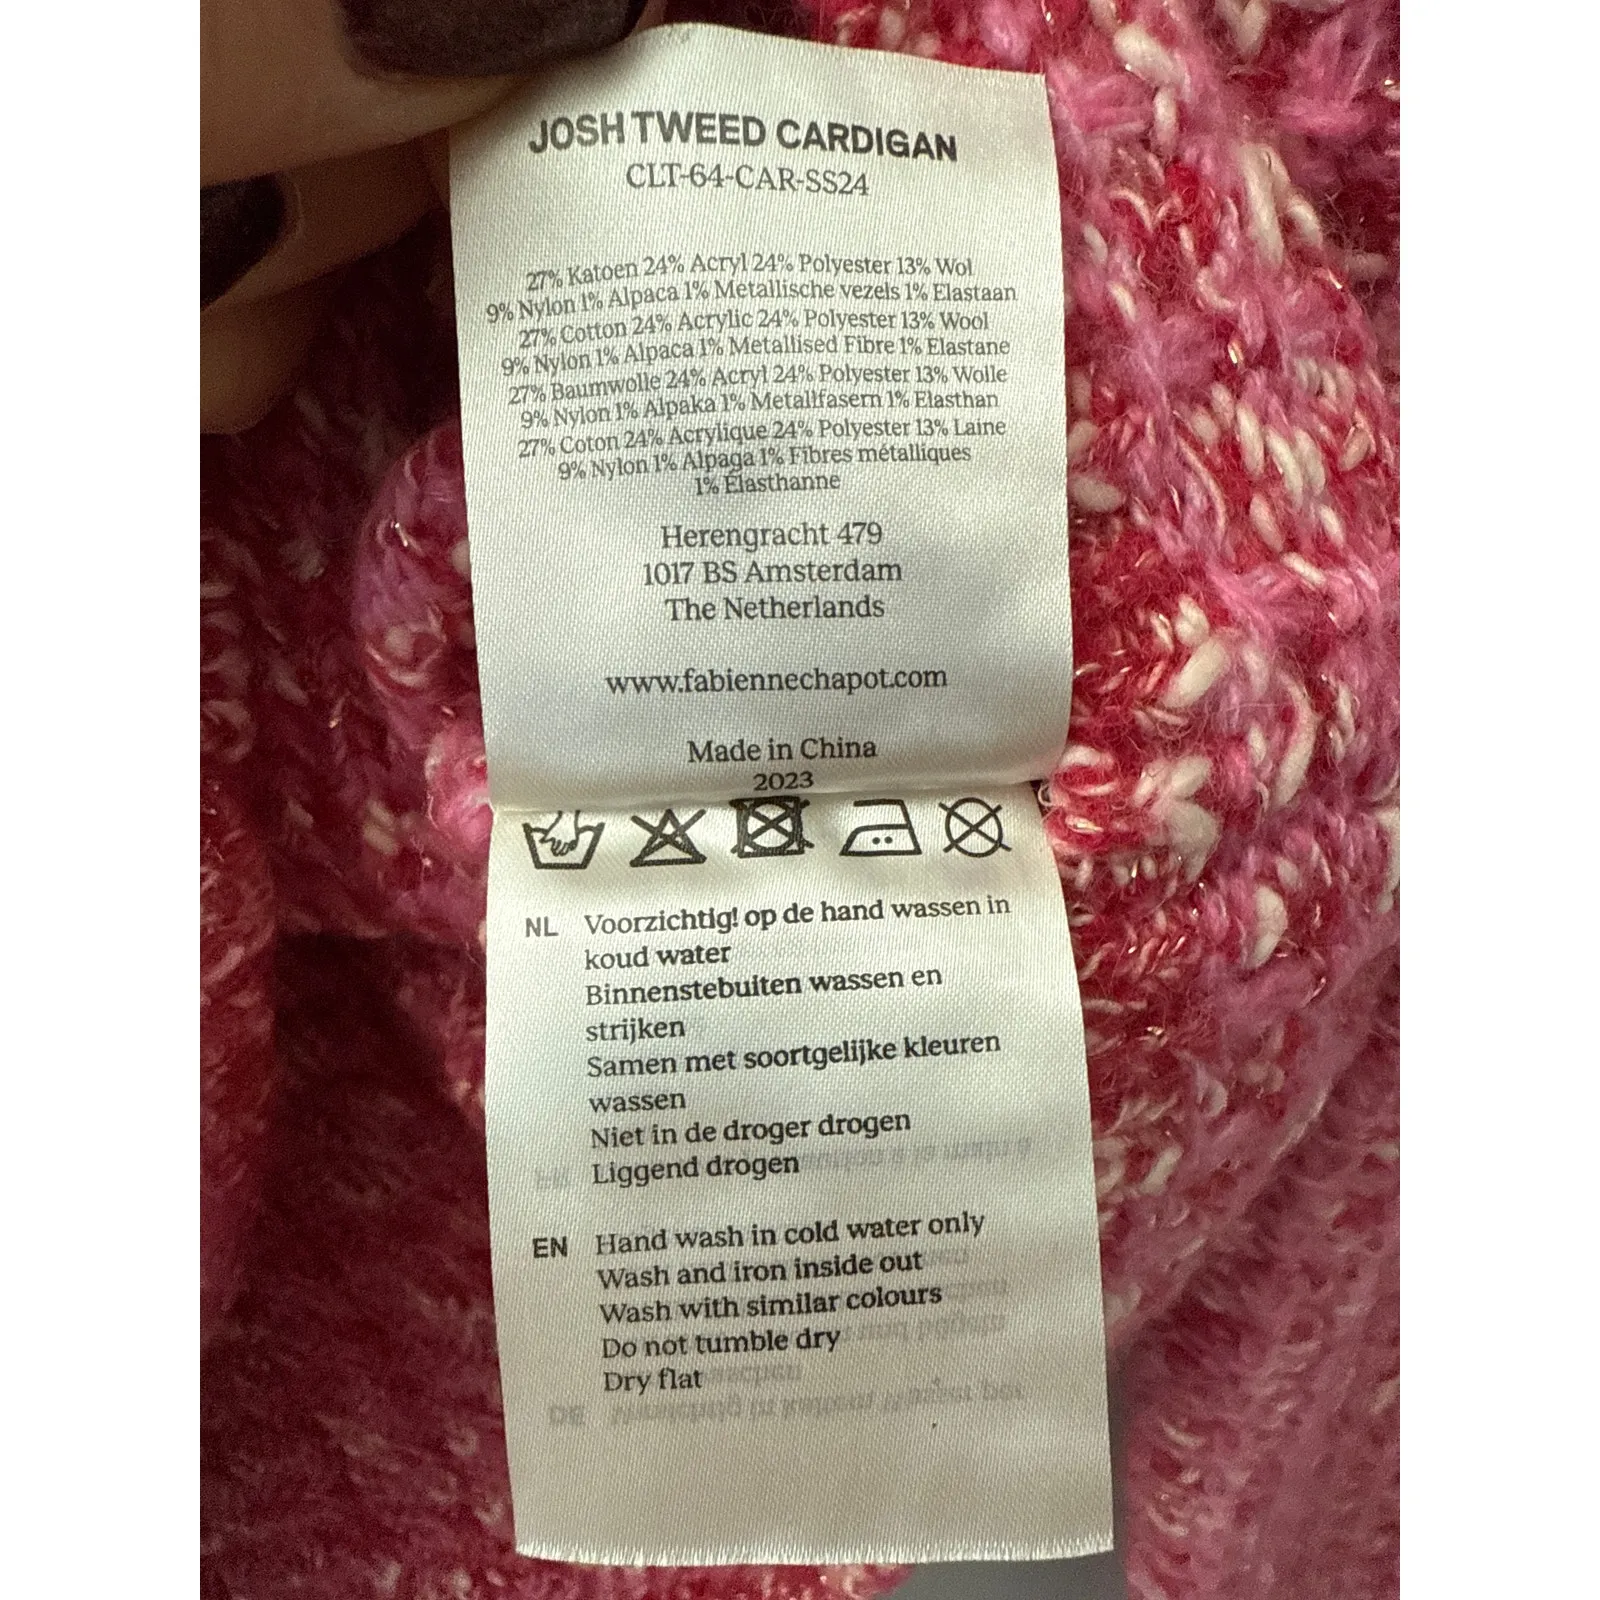 JOSH TWEED CARDIGAN
CLT-64-CAR-SS24
27% Katoen 24% Acryl 24% Polyester 13% Wol
9% Nylon 1% Alpaca 1% Metallische vezels 1% Elastaan
27% Cotton 24% Acrylic 24% Polyester 13% Wool
9% Nylon 1% Alpaca 1% Metallised Fibre 1% Elastane
27% Baumwolle 24% Acryl 24% Polyester 13% Wolle
9% Nylon 1% Alpaka 1% Metallfasern 1% Elasthan
27% Coton 24% Acrylique 24% Polyester 13% Laine
9% Nylon 1% Alpaga 1% Fibres métalliques
1% Élasthanne
Herengracht 479
1017 BS Amsterdam
The Netherlands
www.fabiennechapot.com
Made in China
2023
NL Voorzichtig! op de hand wassen in
koud water
Binnenstebuiten wassen en
strijken
Samen met soortgelijke kleuren
wassen
Niet in de droger drogen
Liggend drogen
EN Hand wash in cold water only
Wash and iron inside out
Wash with similar colours
Do not tumble dry
Dry flat